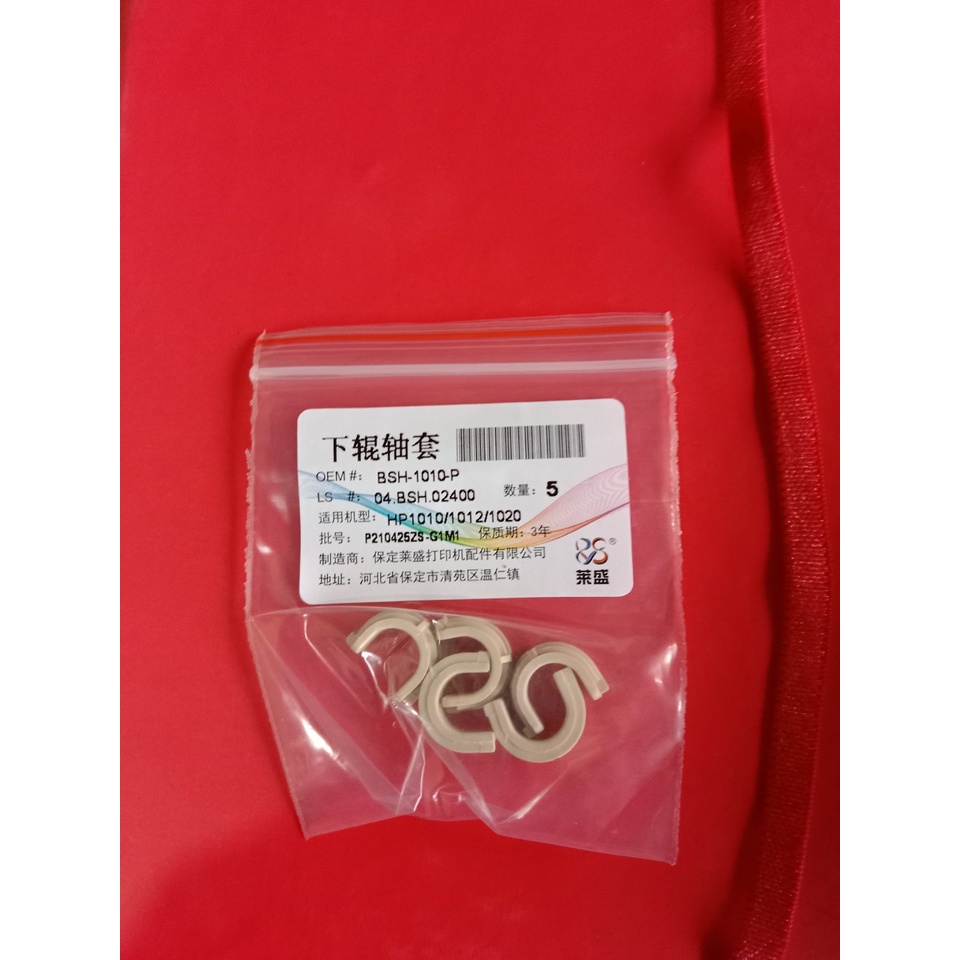 下辊轴套
OEM #: BSH-1010-P
LS #: 04.BSH.02400 数量: 5
适用机型: HP1010/1012/1020
批号: P210425ZS-G1M1 保质期: 3年
制造商: 保定莱盛打印机配件有限公司
地址: 河北省保定市清苑区温仁镇
®
莱盛